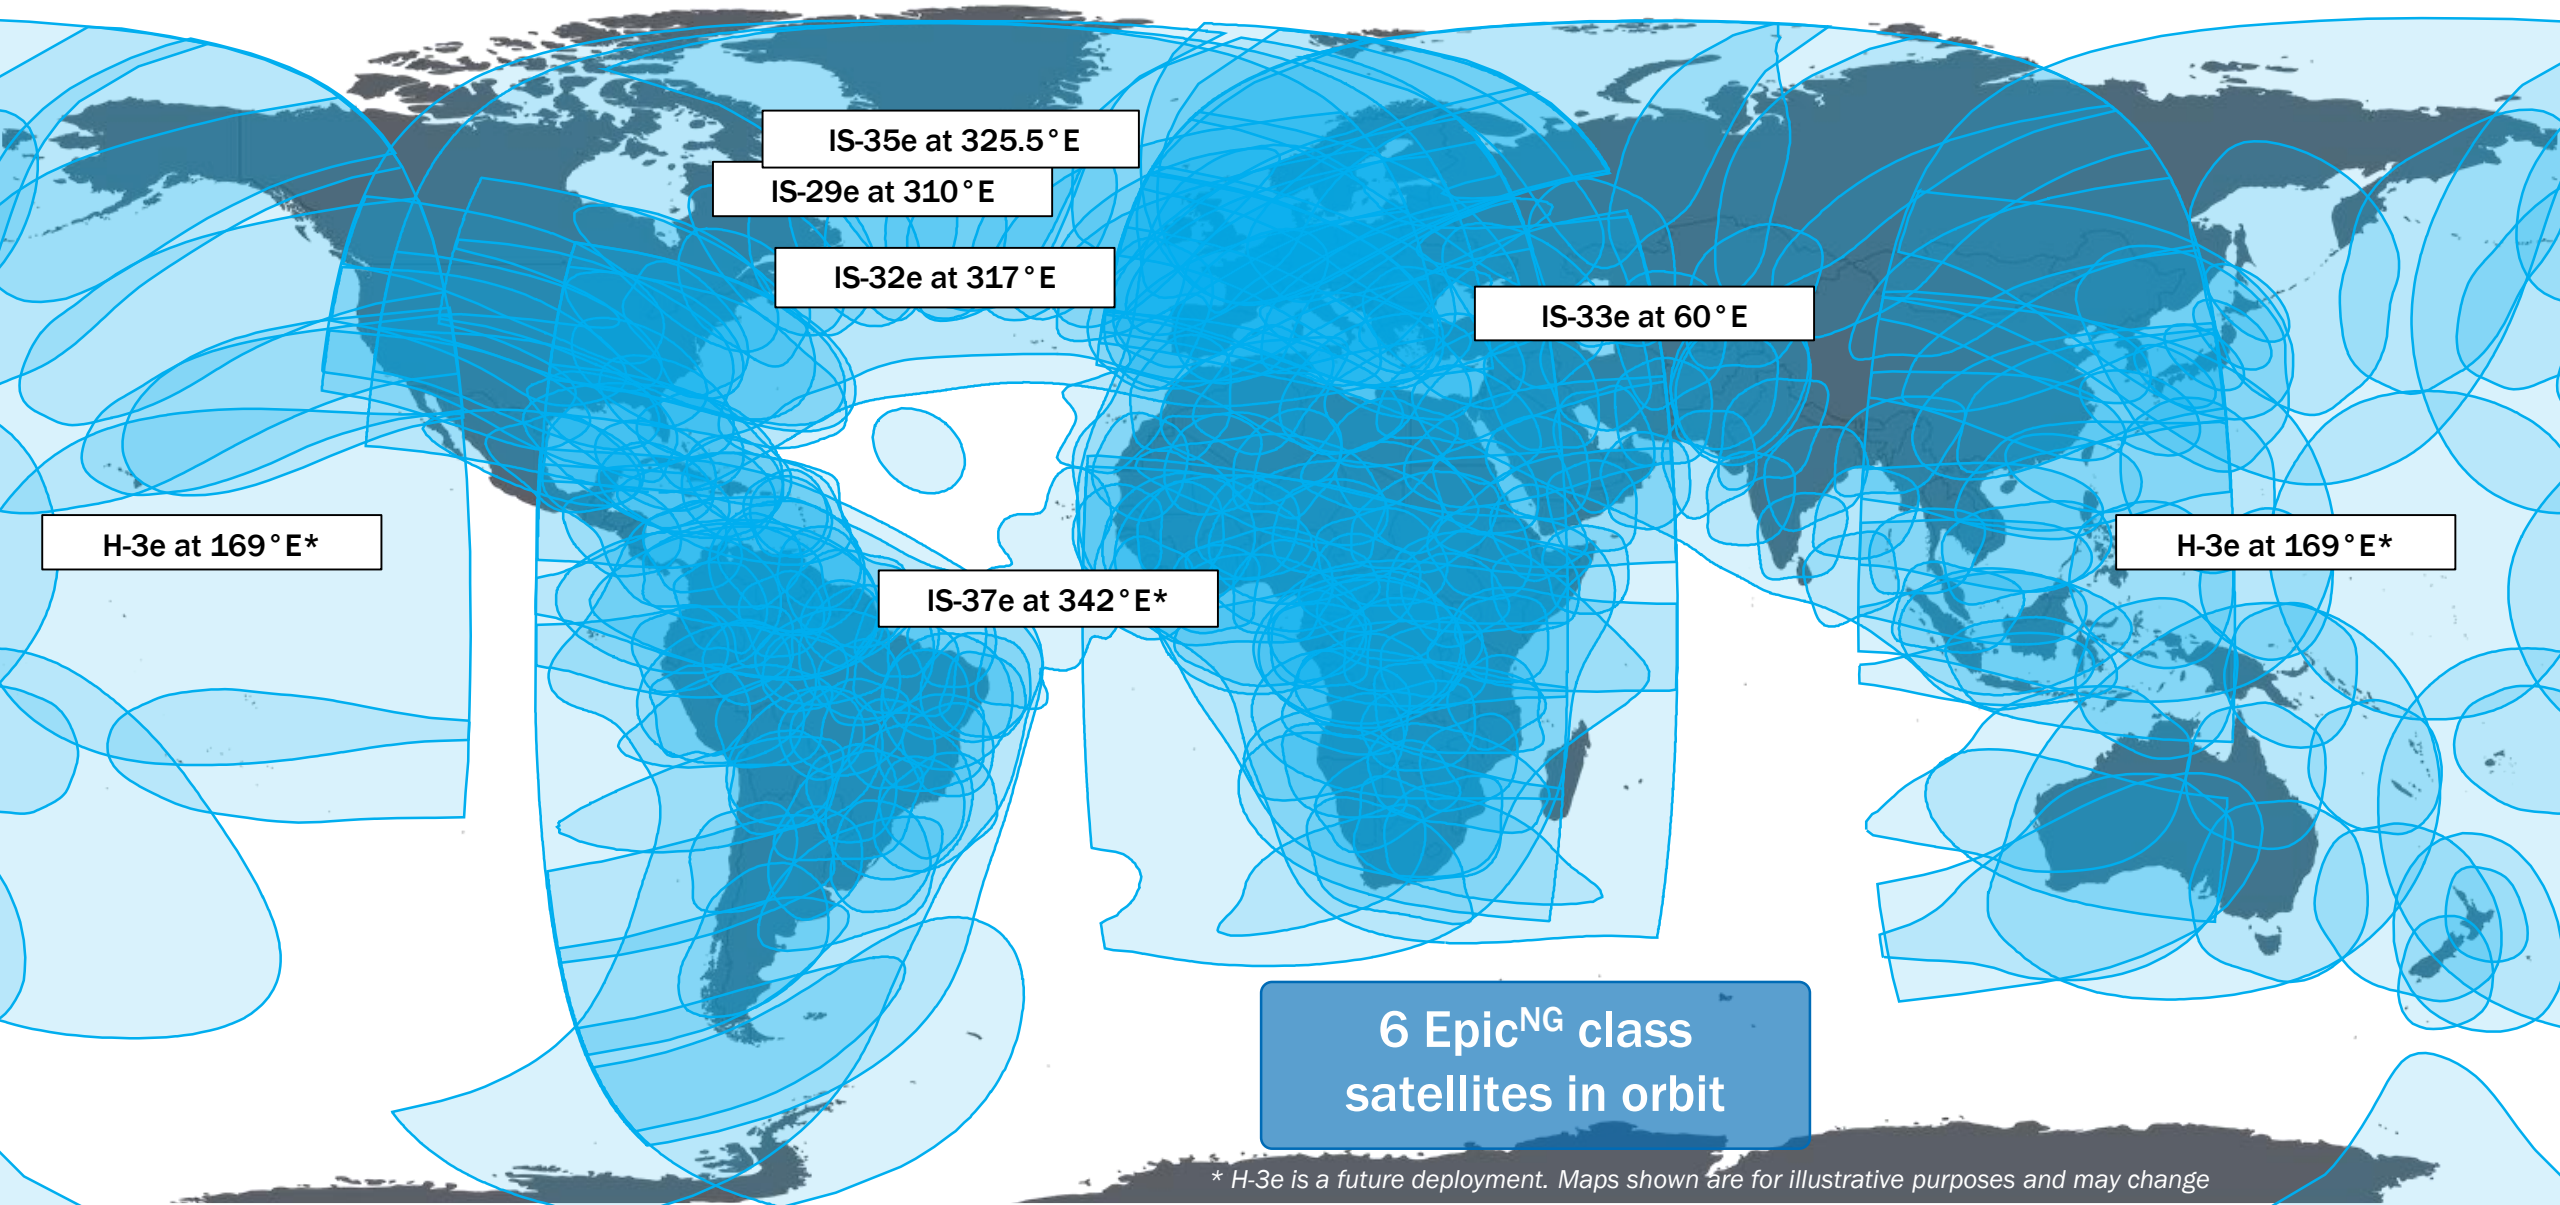 IS-35e at 325.5°E
IS-29e at 310°E
IS-32e at 317°E
IS-33e at 60°E
H-3e at 169°E*
H-3e at 169°E*
IS-37e at 342°E*
6 EpicNG class
satellites in orbit
* H-3e is a future deployment. Maps shown are for illustrative purposes and may change